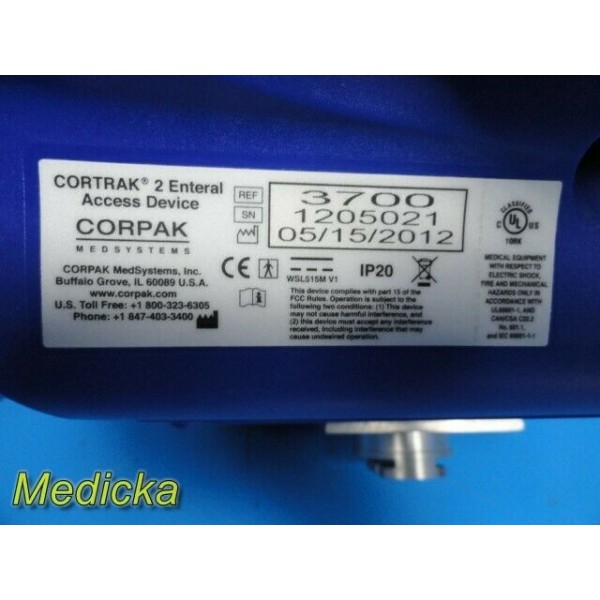 CORTRAK® 2 Enteral
Access Device
CORPAK
MEDSYSTEMS
CORPAK MedSystems, Inc.
Buffalo Grove, IL 60089 U.S.A.
www.corpak.com
U.S. Toll Free: +1 800-323-6305
Phone: +1 847-403-3400
REF 3700
SN 1205021
05/15/2012
CE
WSL515M V1
IP20
This device complies with part 15 of the
FCC Rules. Operation is subject to the
following two conditions: (1) This device
may not cause harmful interference, and
(2) this device must accept any interference
received, including interference that may
cause undesired operation.
CLASSIFIED
C UL US
10RK
MEDICAL EQUIPMENT
WITH RESPECT TO
ELECTRIC SHOCK,
FIRE AND MECHANICAL
HAZARDS ONLY IN
ACCORDANCE WITH
UL60601-1, AND
CAN/CSA C22.2
No. 601.1,
and IEC 60601-1-1
Medicka